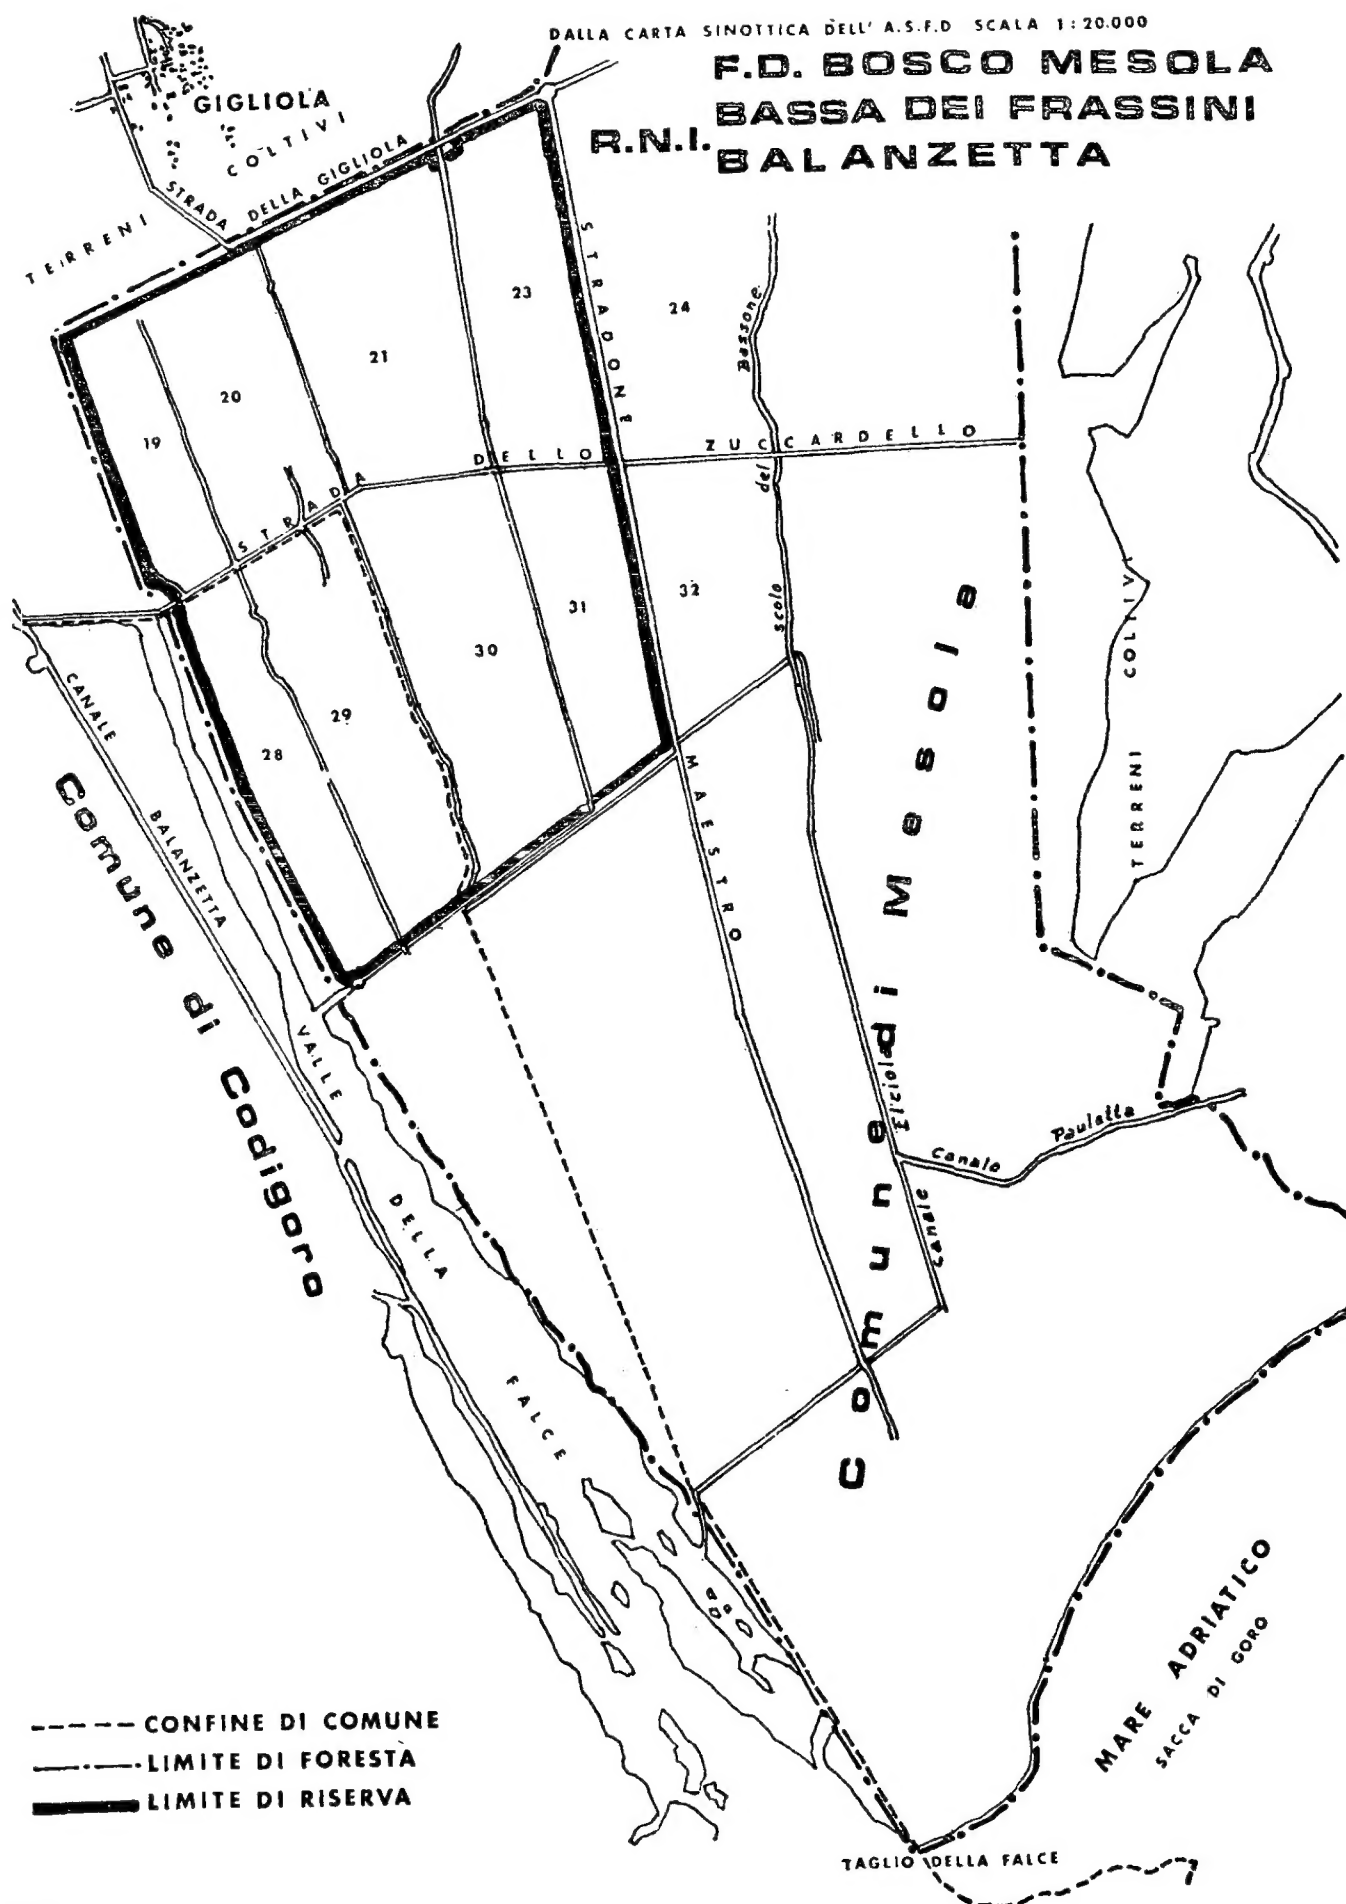 DALLA CARTA SINOTTICA DELL' A.S.F.D SCALA 1:20.000
F.D. BOSCO MESOLA
R.N.I. BASSA DEI FRASSINI
BALANZETTA
GIGLIOLA
TERRENI COLTIVI
STRADA DELLA GIGLIOLA
STRADONE MAESTRO
23
24
21
20
19
Bassone
del
scolo
STRADA DELLO ZUCCARDELLO
32
31
30
29
28
TERRENI COLTIVI
CANALE BALANZETTA
Comune di Codigoro
Comune di Mesola
VALLE DELLA FALCE
Elciola
Canale
Canalo Pauletta
MARE ADRIATICO
SACCA DI GORO
CONFINE DI COMUNE
LIMITE DI FORESTA
LIMITE DI RISERVA
TAGLIO DELLA FALCE